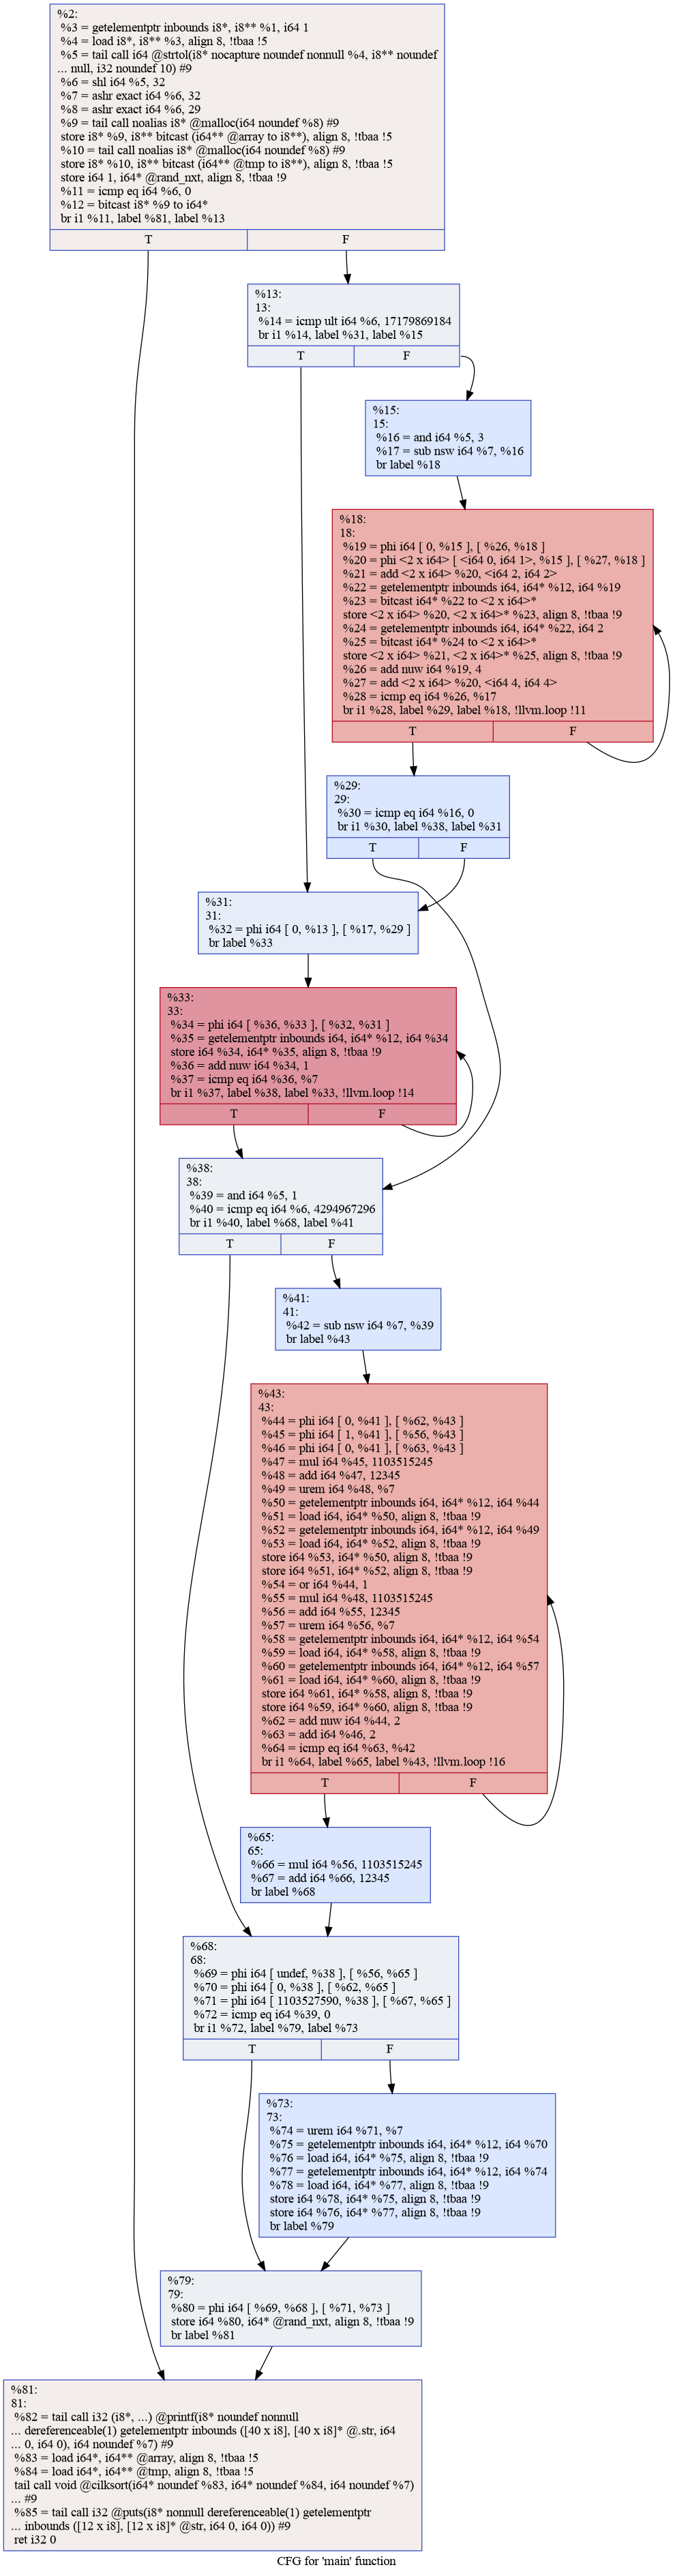 %2:
%3 = getelementptr inbounds i8*, i8** %1, i64 1
%4 = load i8*, i8** %3, align 8, !tbaa !5
%5 = tail call i64 @strtol(i8* nocapture noundef nonnull %4, i8** noundef
... null, i32 noundef 10) #9
%6 = shl i64 %5, 32
%7 = ashr exact i64 %6, 32
%8 = ashr exact i64 %6, 29
%9 = tail call noalias i8* @malloc(i64 noundef %8) #9
store i8* %9, i8** bitcast (i64** @array to i8**), align 8, !tbaa !5
%10 = tail call noalias i8* @malloc(i64 noundef %8) #9
store i8* %10, i8** bitcast (i64** @tmp to i8**), align 8, !tbaa !5
store i64 1, i64* @rand_nxt, align 8, !tbaa !9
%11 = icmp eq i64 %6, 0
%12 = bitcast i8* %9 to i64*
br i1 %11, label %81, label %13
T F
%13:
13:
%14 = icmp ult i64 %6, 17179869184
br i1 %14, label %31, label %15
T F
%15:
15:
%16 = and i64 %5, 3
%17 = sub nsw i64 %7, %16
br label %18
%18:
18:
%19 = phi i64 [ 0, %15 ], [ %26, %18 ]
%20 = phi <2 x i64> [ <i64 0, i64 1>, %15 ], [ %27, %18 ]
%21 = add <2 x i64> %20, <i64 2, i64 2>
%22 = getelementptr inbounds i64, i64* %12, i64 %19
%23 = bitcast i64* %22 to <2 x i64>*
store <2 x i64> %20, <2 x i64>* %23, align 8, !tbaa !9
%24 = getelementptr inbounds i64, i64* %22, i64 2
%25 = bitcast i64* %24 to <2 x i64>*
store <2 x i64> %21, <2 x i64>* %25, align 8, !tbaa !9
%26 = add nuw i64 %19, 4
%27 = add <2 x i64> %20, <i64 4, i64 4>
%28 = icmp eq i64 %26, %17
br i1 %28, label %29, label %18, !llvm.loop !11
T F
%29:
29:
%30 = icmp eq i64 %16, 0
br i1 %30, label %38, label %31
T F
%31:
31:
%32 = phi i64 [ 0, %13 ], [ %17, %29 ]
br label %33
%33:
33:
%34 = phi i64 [ %36, %33 ], [ %32, %31 ]
%35 = getelementptr inbounds i64, i64* %12, i64 %34
store i64 %34, i64* %35, align 8, !tbaa !9
%36 = add nuw i64 %34, 1
%37 = icmp eq i64 %36, %7
br i1 %37, label %38, label %33, !llvm.loop !14
T F
%38:
38:
%39 = and i64 %5, 1
%40 = icmp eq i64 %6, 4294967296
br i1 %40, label %68, label %41
T F
%41:
41:
%42 = sub nsw i64 %7, %39
br label %43
%43:
43:
%44 = phi i64 [ 0, %41 ], [ %62, %43 ]
%45 = phi i64 [ 1, %41 ], [ %56, %43 ]
%46 = phi i64 [ 0, %41 ], [ %63, %43 ]
%47 = mul i64 %45, 1103515245
%48 = add i64 %47, 12345
%49 = urem i64 %48, %7
%50 = getelementptr inbounds i64, i64* %12, i64 %44
%51 = load i64, i64* %50, align 8, !tbaa !9
%52 = getelementptr inbounds i64, i64* %12, i64 %49
%53 = load i64, i64* %52, align 8, !tbaa !9
store i64 %53, i64* %50, align 8, !tbaa !9
store i64 %51, i64* %52, align 8, !tbaa !9
%54 = or i64 %44, 1
%55 = mul i64 %48, 1103515245
%56 = add i64 %55, 12345
%57 = urem i64 %56, %7
%58 = getelementptr inbounds i64, i64* %12, i64 %54
%59 = load i64, i64* %58, align 8, !tbaa !9
%60 = getelementptr inbounds i64, i64* %12, i64 %57
%61 = load i64, i64* %60, align 8, !tbaa !9
store i64 %61, i64* %58, align 8, !tbaa !9
store i64 %59, i64* %60, align 8, !tbaa !9
%62 = add nuw i64 %44, 2
%63 = add i64 %46, 2
%64 = icmp eq i64 %63, %42
br i1 %64, label %65, label %43, !llvm.loop !16
T F
%65:
65:
%66 = mul i64 %56, 1103515245
%67 = add i64 %66, 12345
br label %68
%68:
68:
%69 = phi i64 [ undef, %38 ], [ %56, %65 ]
%70 = phi i64 [ 0, %38 ], [ %62, %65 ]
%71 = phi i64 [ 1103527590, %38 ], [ %67, %65 ]
%72 = icmp eq i64 %39, 0
br i1 %72, label %79, label %73
T F
%73:
73:
%74 = urem i64 %71, %7
%75 = getelementptr inbounds i64, i64* %12, i64 %70
%76 = load i64, i64* %75, align 8, !tbaa !9
%77 = getelementptr inbounds i64, i64* %12, i64 %74
%78 = load i64, i64* %77, align 8, !tbaa !9
store i64 %78, i64* %75, align 8, !tbaa !9
store i64 %76, i64* %77, align 8, !tbaa !9
br label %79
%79:
79:
%80 = phi i64 [ %69, %68 ], [ %71, %73 ]
store i64 %80, i64* @rand_nxt, align 8, !tbaa !9
br label %81
%81:
81:
%82 = tail call i32 (i8*, ...) @printf(i8* noundef nonnull
... dereferenceable(1) getelementptr inbounds ([40 x i8], [40 x i8]* @.str, i64
... 0, i64 0), i64 noundef %7) #9
%83 = load i64*, i64** @array, align 8, !tbaa !5
%84 = load i64*, i64** @tmp, align 8, !tbaa !5
tail call void @cilksort(i64* noundef %83, i64* noundef %84, i64 noundef %7)
... #9
%85 = tail call i32 @puts(i8* nonnull dereferenceable(1) getelementptr
... inbounds ([12 x i8], [12 x i8]* @str, i64 0, i64 0)) #9
ret i32 0
CFG for 'main' function